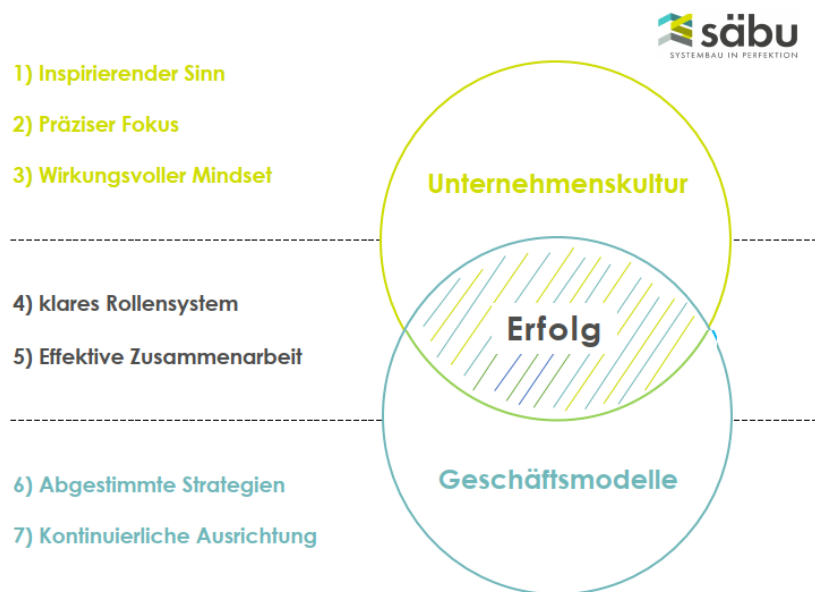 säbu
SYSTEMBAU IN PERFEKTION
1) Inspirierender Sinn
2) Präziser Fokus
3) Wirkungsvoller Mindset
Unternehmenskultur
4) klares Rollensystem
Erfolg
5) Effektive Zusammenarbeit
Geschäftsmodelle
6) Abgestimmte Strategien
7) Kontinuierliche Ausrichtung